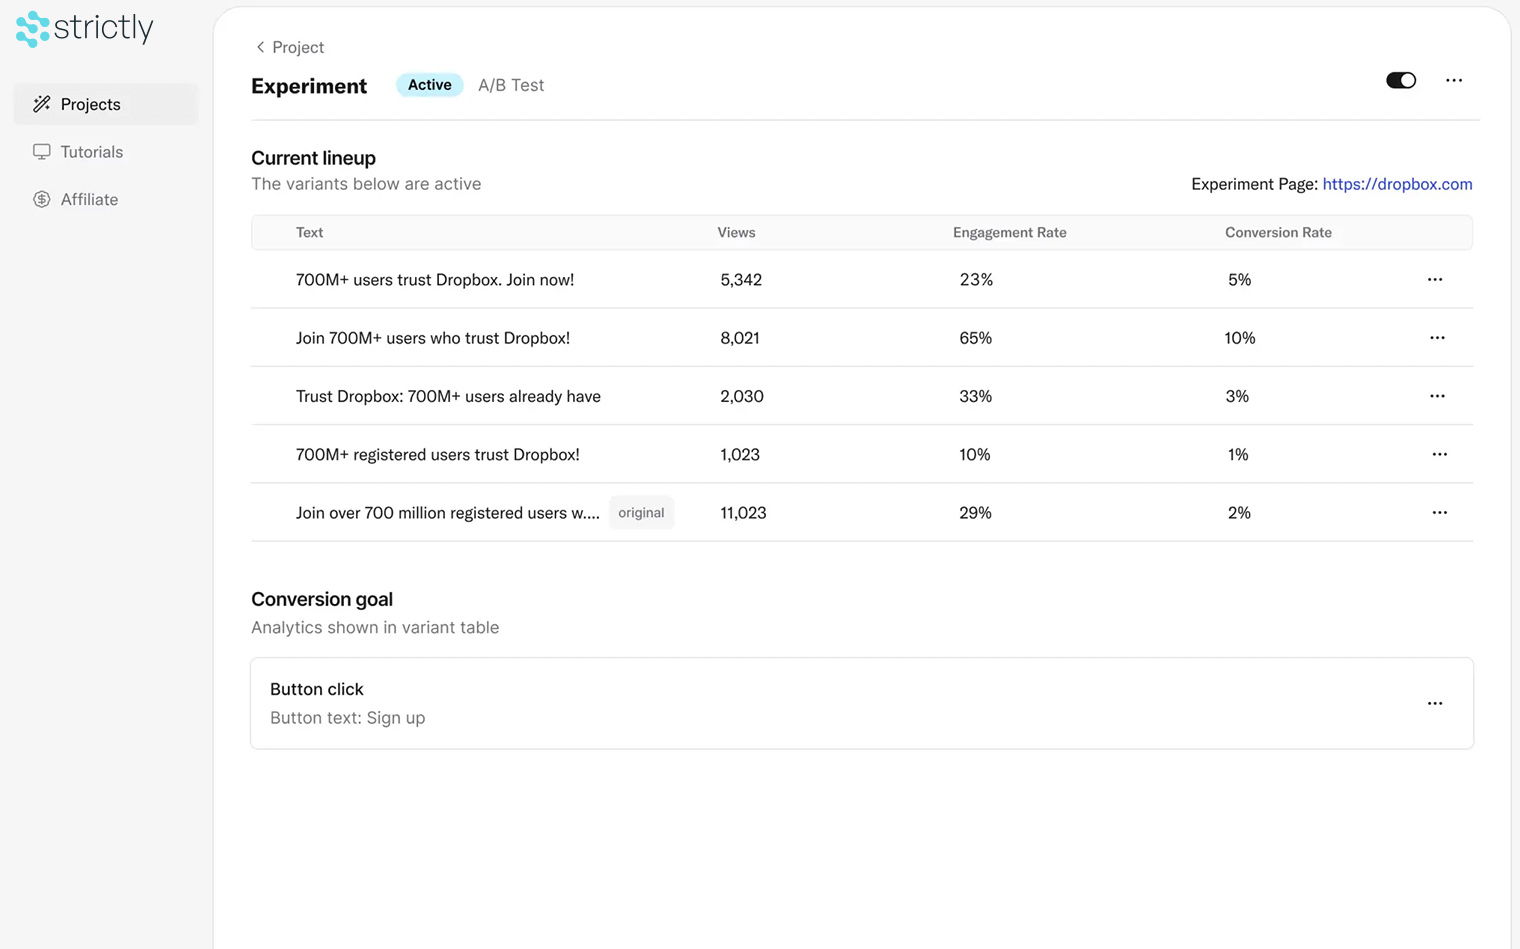 strictly
Projects
Tutorials
Affiliate
Project
Experiment Active A/B Test
Current lineup
The variants below are active
Experiment Page: https://dropbox.com
Text Views Engagement Rate Conversion Rate
700M+ users trust Dropbox. Join now! 5,342 23% 5%
Join 700M+ users who trust Dropbox! 8,021 65% 10%
Trust Dropbox: 700M+ users already have 2,030 33% 3%
700M+ registered users trust Dropbox! 1,023 10% 1%
Join over 700 million registered users w.... original 11,023 29% 2%
Conversion goal
Analytics shown in variant table
Button click
Button text: Sign up